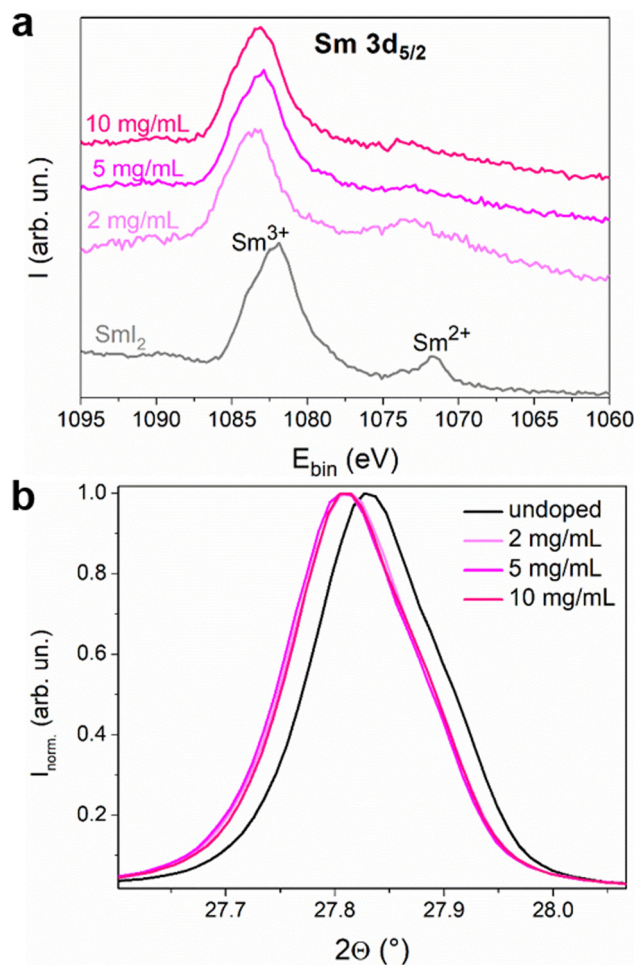 a
Sm 3d5/2
10 mg/mL
5 mg/mL
2 mg/mL
Sm3+
SmI2
Sm2+
I (arb. un.)
1095 1090 1085 1080 1075 1070 1065 1060
Ebin (eV)
b
1.0
0.8
0.6
0.4
0.2
undoped
2 mg/mL
5 mg/mL
10 mg/mL
Inorm. (arb. un.)
27.7 27.8 27.9 28.0
2Θ (°)